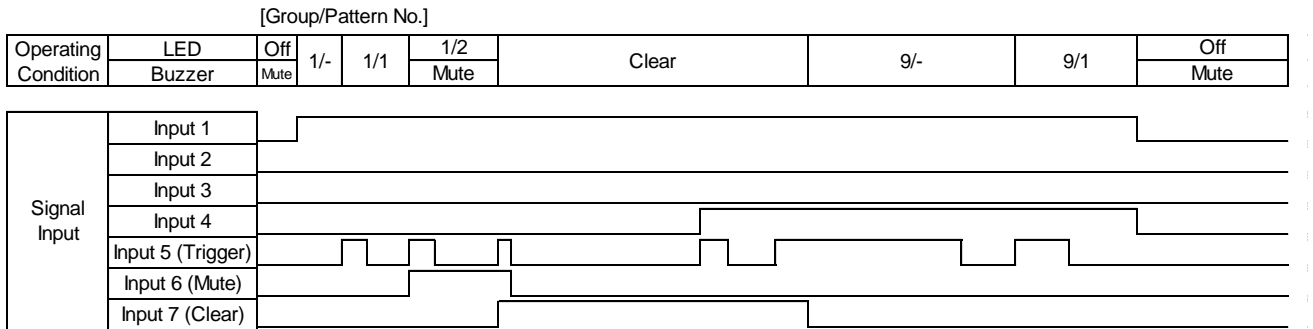 [Group/Pattern No.]
Operating Condition LED Off 1/- 1/1 1/2 Clear 9/- 9/1 Off
Buzzer Mute Mute Mute
Signal Input
Input 1
Input 2
Input 3
Input 4
Input 5 (Trigger)
Input 6 (Mute)
Input 7 (Clear)